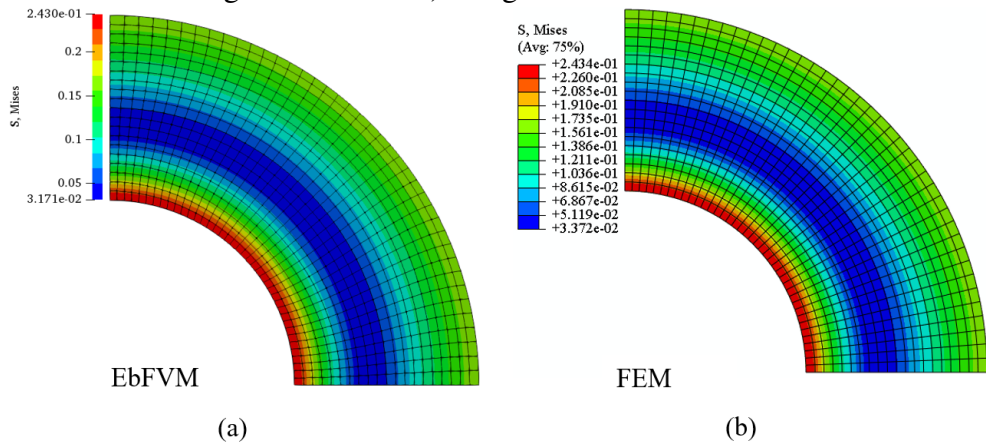 2.430e-01
0.2
0.15
0.1
0.05
3.171e-02
S, Mises
EbFVM
(a)
S, Mises
(Avg: 75%)
+2.434e-01
+2.260e-01
+2.085e-01
+1.910e-01
+1.735e-01
+1.561e-01
+1.386e-01
+1.211e-01
+1.036e-01
+8.615e-02
+6.867e-02
+5.119e-02
+3.372e-02
FEM
(b)